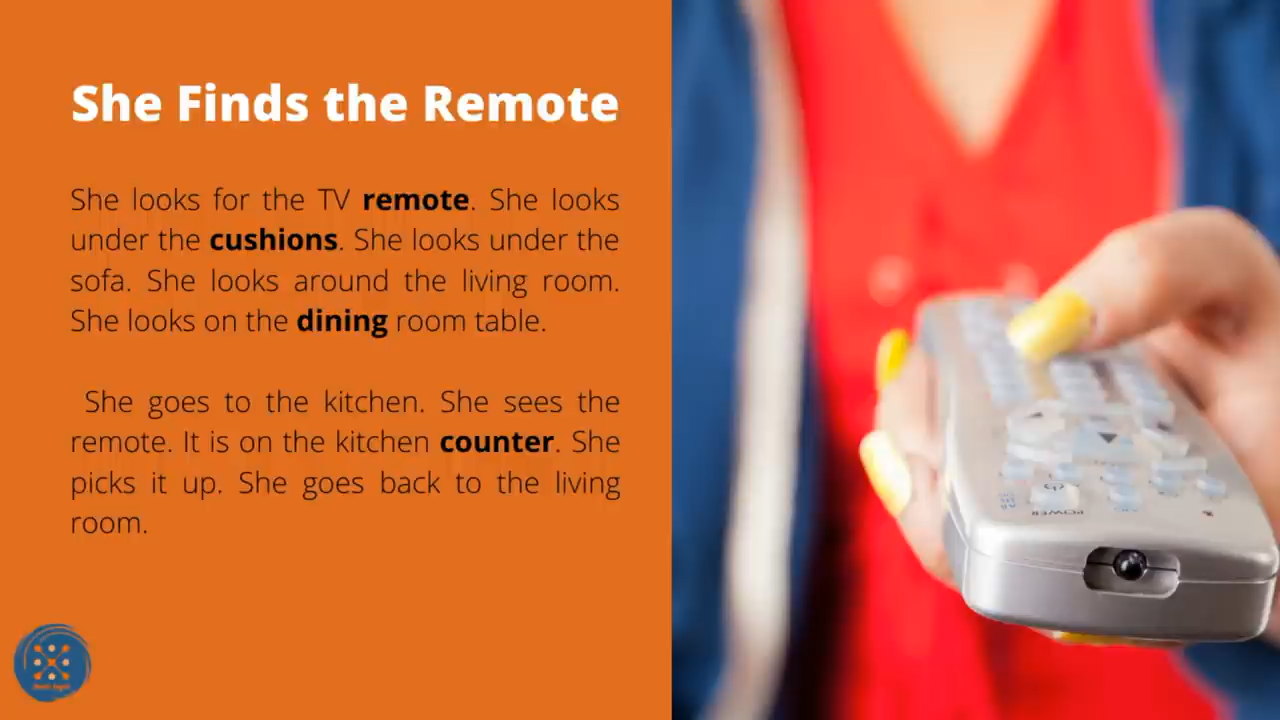 She Finds the Remote
She looks for the TV remote. She looks
under the cushions. She looks under the
sofa. She looks around the living room.
She looks on the dining room table.
She goes to the kitchen. She sees the
remote. It is on the kitchen counter. She
picks it up. She goes back to the living
room.
POWER